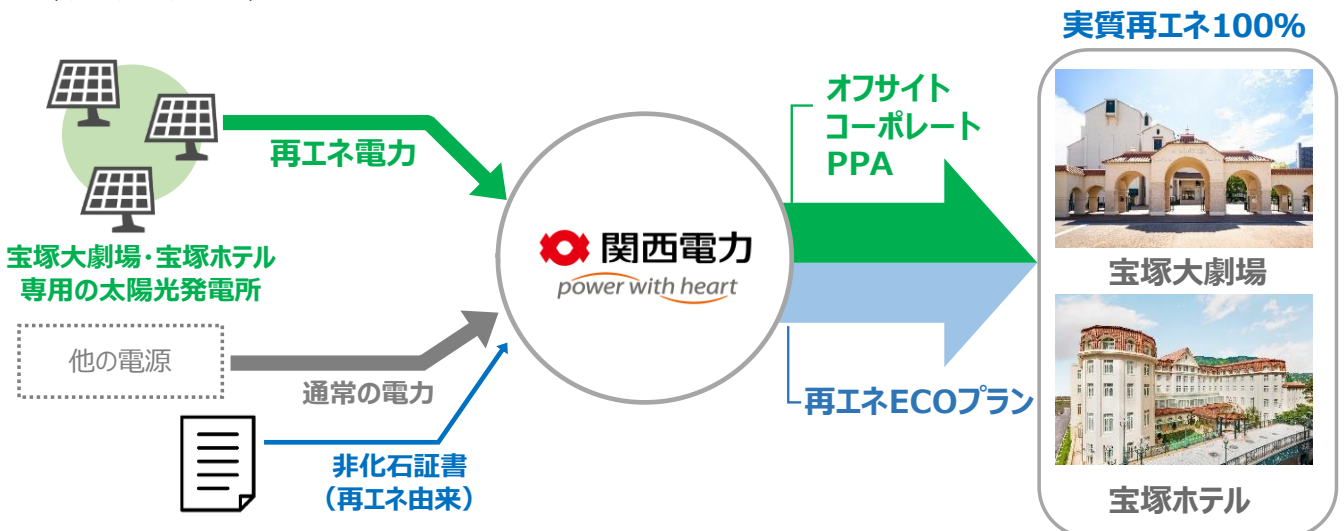 実質再エネ100%
オフサイト
コーポレート
PPA
再エネ電力
宝塚大劇場・宝塚ホテル
専用の太陽光発電所
関西電力
power with heart
宝塚大劇場
他の電源
通常の電力
再エネECOプラン
非化石証書
（再エネ由来）
宝塚ホテル